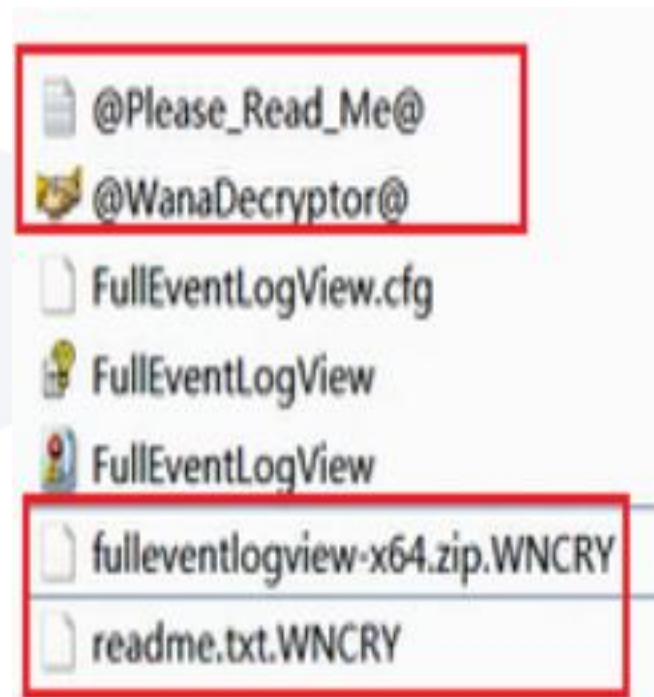 @Please_Read_Me@
@WanaDecryptor@
FullEventLogView.cfg
FullEventLogView
FullEventLogView
fulleventlogview-x64.zip.WNCRY
readme.txt.WNCRY